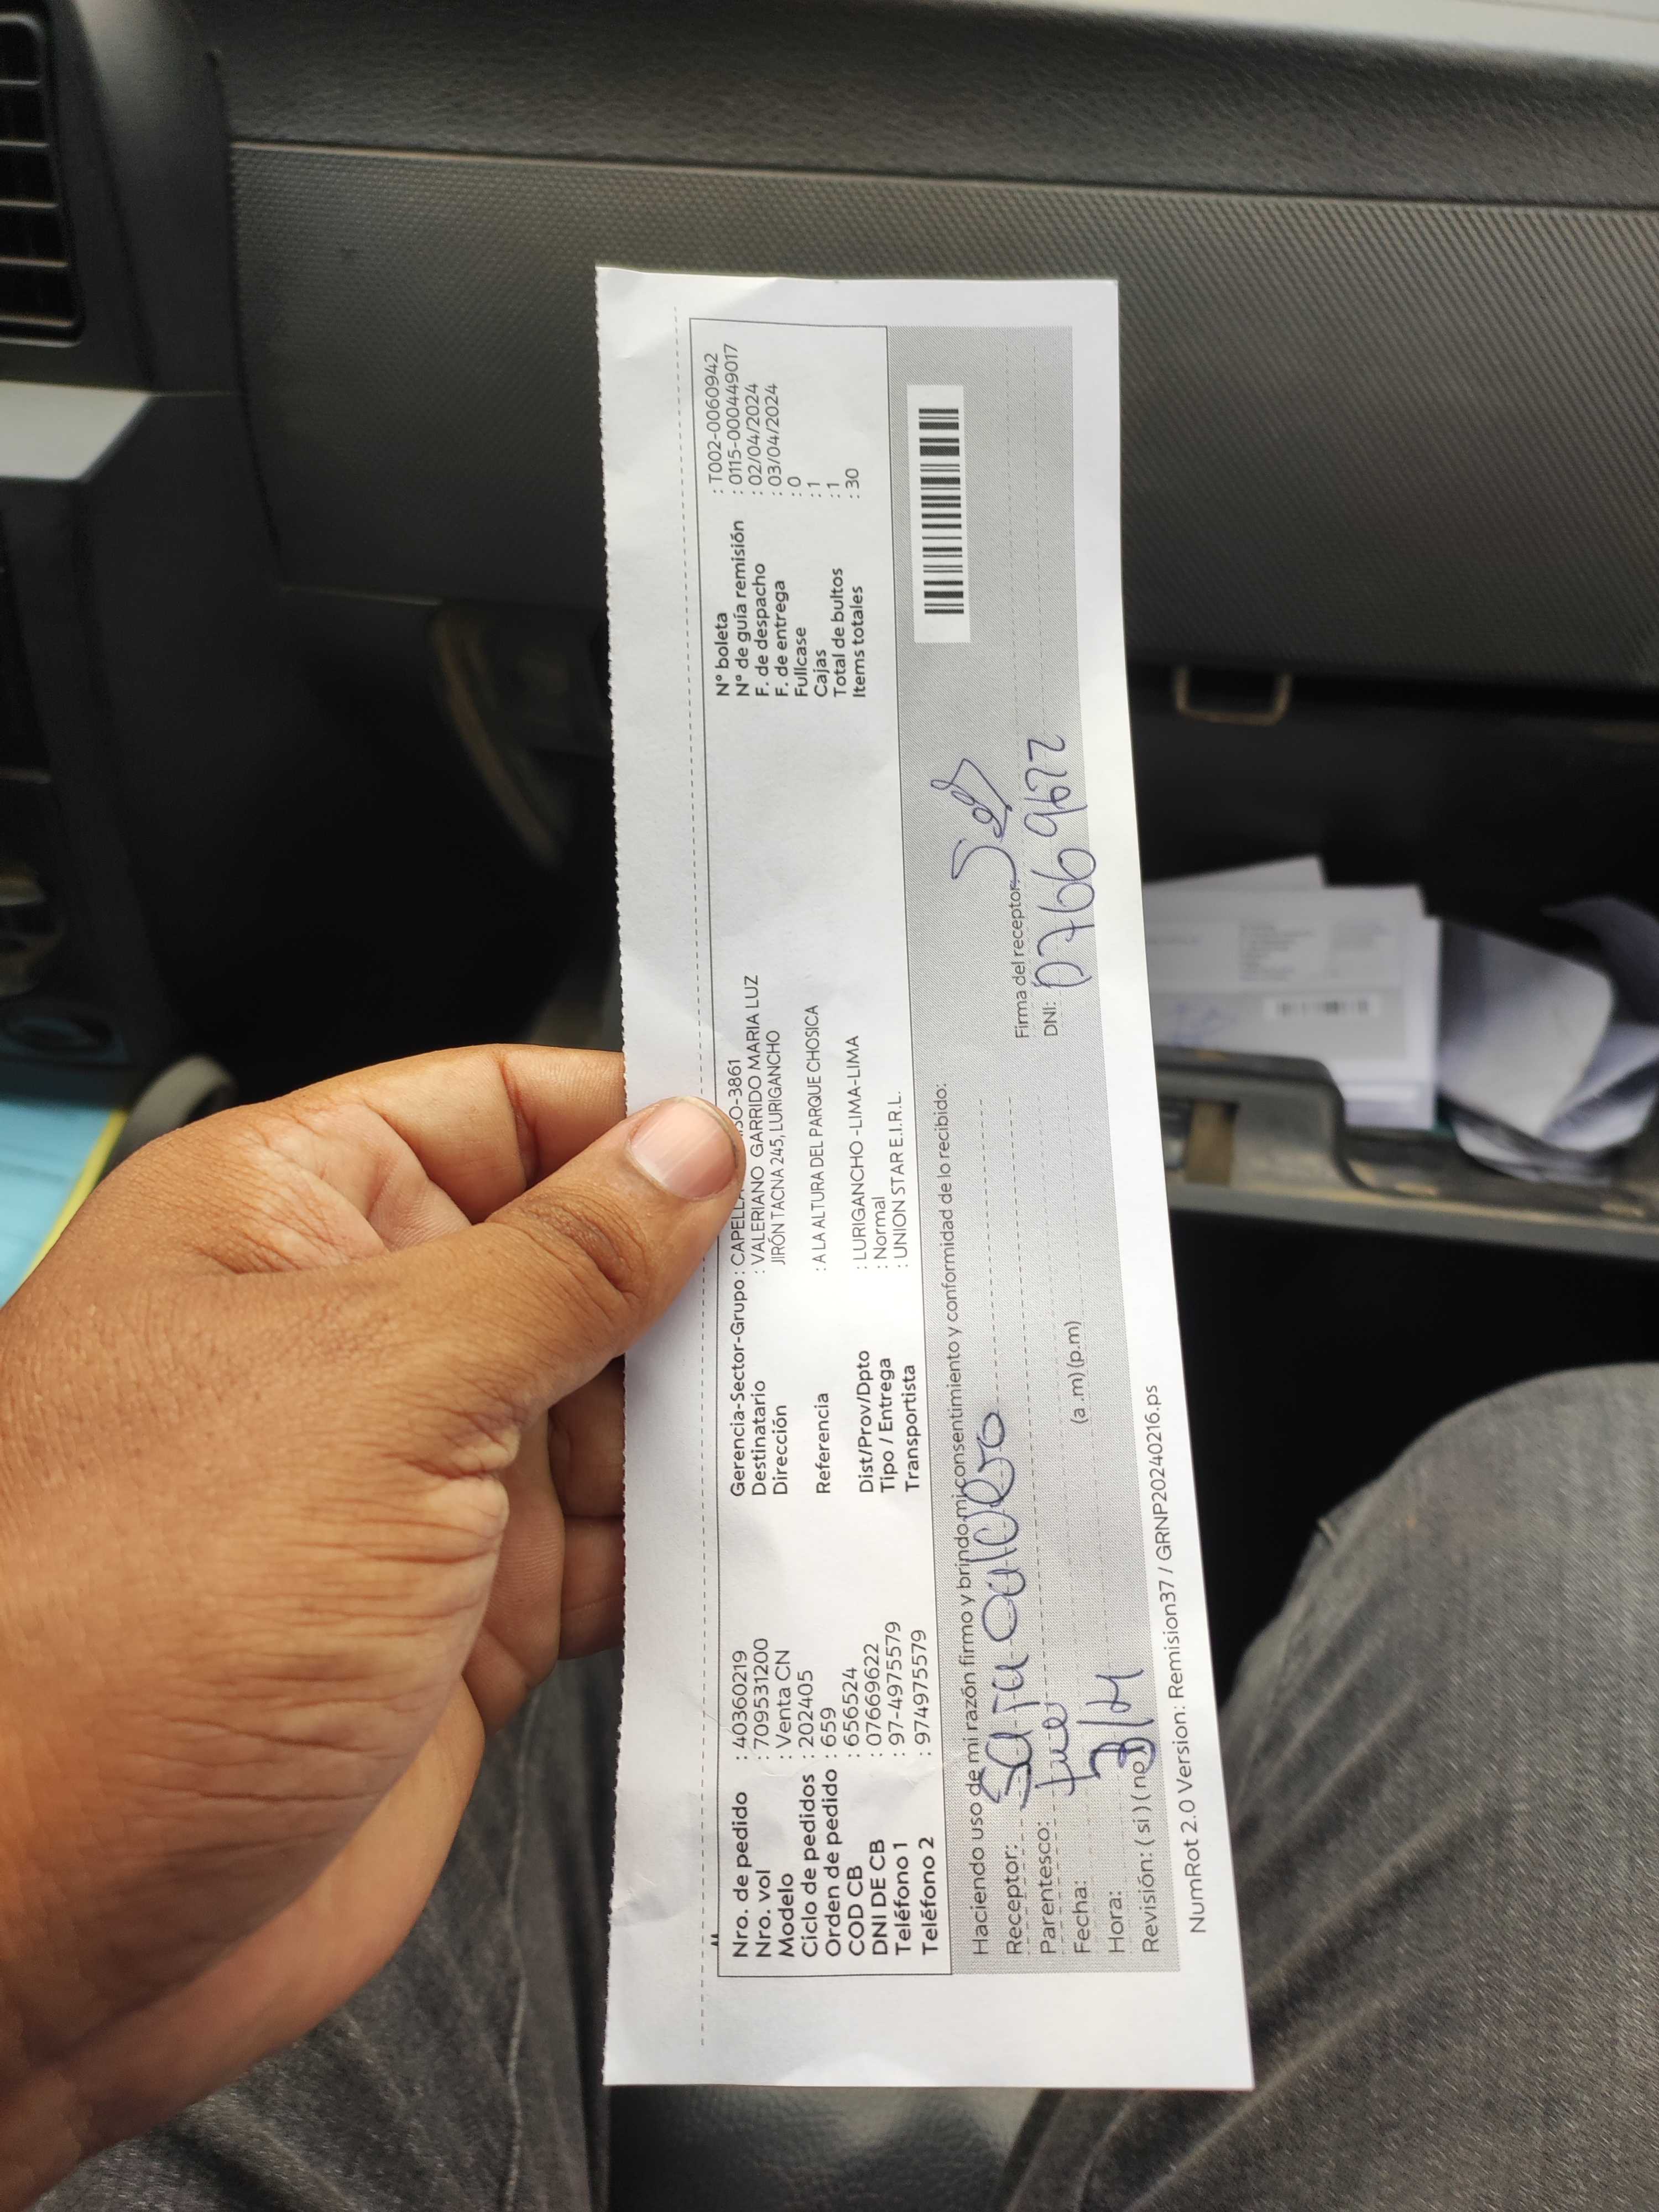 Nro. de pedido : 40360219
Nro. vol : 709531200
Modelo : Venta CN
Ciclo de pedidos : 202405
Orden de pedido : 659
COD CB : 656524
DNI DE CB : 07669622
Teléfono 1 : 97-4975579
Teléfono 2 : 974975579
Gerencia-Sector-Grupo : -3861
Destinatario : VALERIANO GARRIDO MARIA LUZ
Dirección JIRÓN TACNA 245, LURIGANCHO
Referencia : A LA ALTURA DEL PARQUE CHOSICA
Dist/Prov/Dpto : LURIGANCHO -LIMA-LIMA
Tipo / Entrega : Normal
Transportista : UNION STAR E.I.R.L.
N° boleta : T002-0060942
N° de guía remisión : 0115-000449017
F. de despacho : 02/04/2024
F. de entrega : 03/04/2024
Fullcase : 0
Cajas : 1
Total de bultos : 1
Items totales : 30
Haciendo uso de mi razón firmo y brindo mi consentimiento y conformidad de lo recibido:
Receptor:
Parentesco:
Fecha: 3/4
Hora: (a .m) (p.m)
Revisión: ( si ) ( no )
Firma del receptor:
DNI:
NumRot 2.0 Version: Remision37 / GRNP20240216.ps